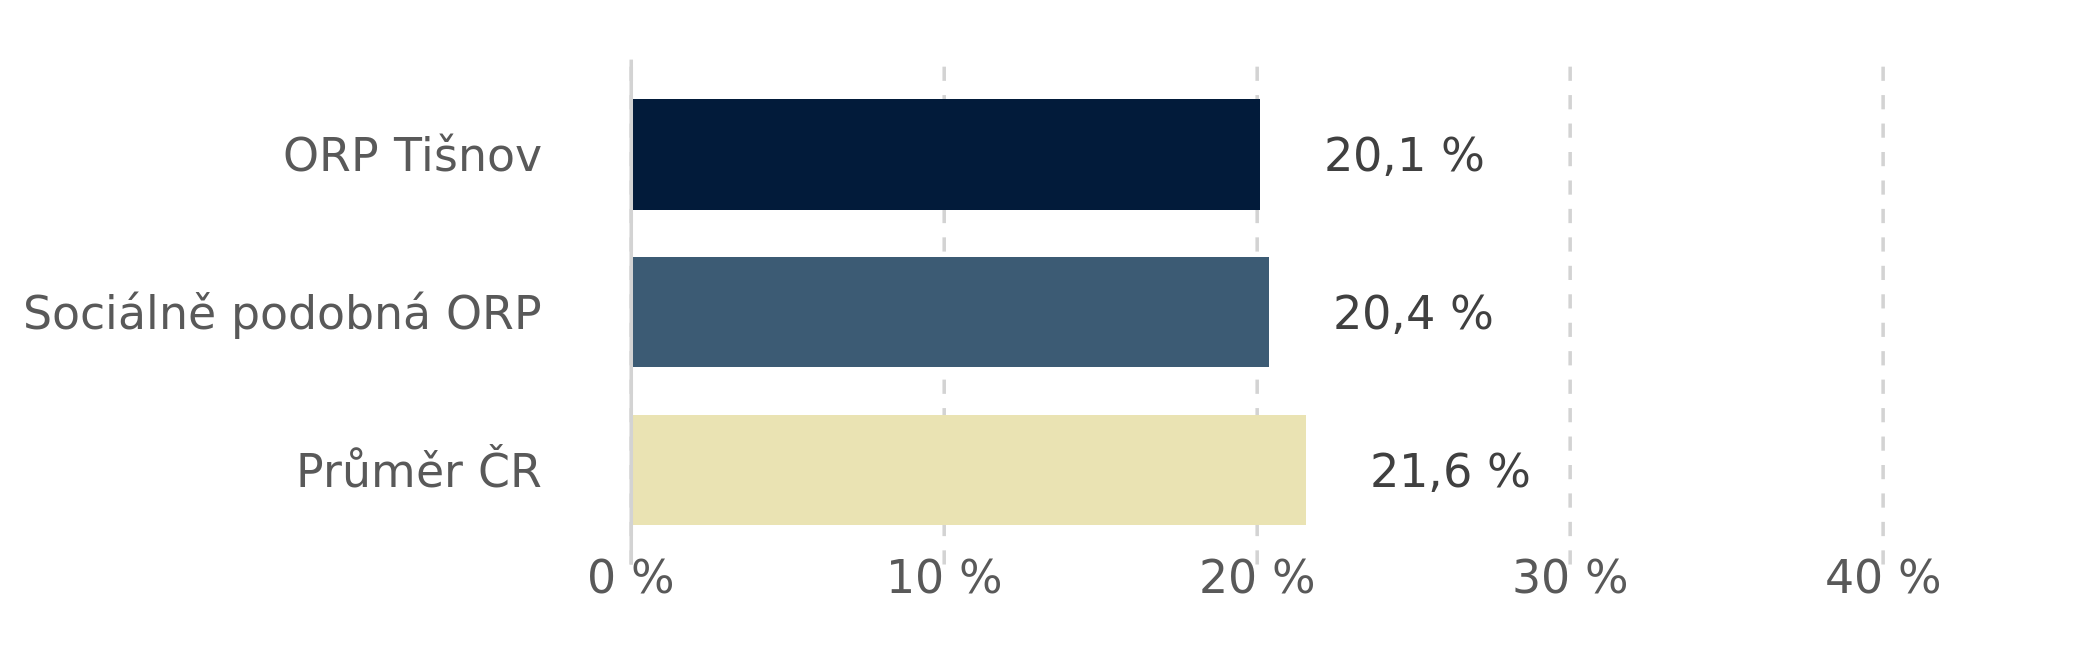 ORP Tišnov 20,1 %
Sociálně podobná ORP 20,4 %
Průměr ČR 21,6 %
0 % 10 % 20 % 30 % 40 %